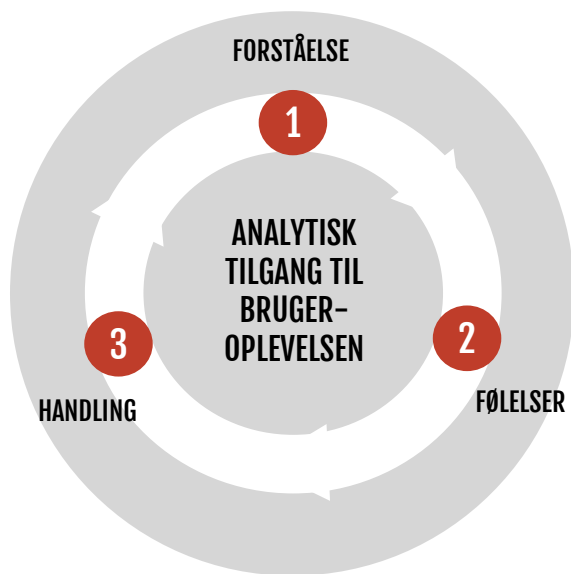 FORSTÅELSE
1
ANALYTISK
TILGANG TIL
BRUGER-
OPLEVELSEN
3
2
HANDLING
FØLELSER